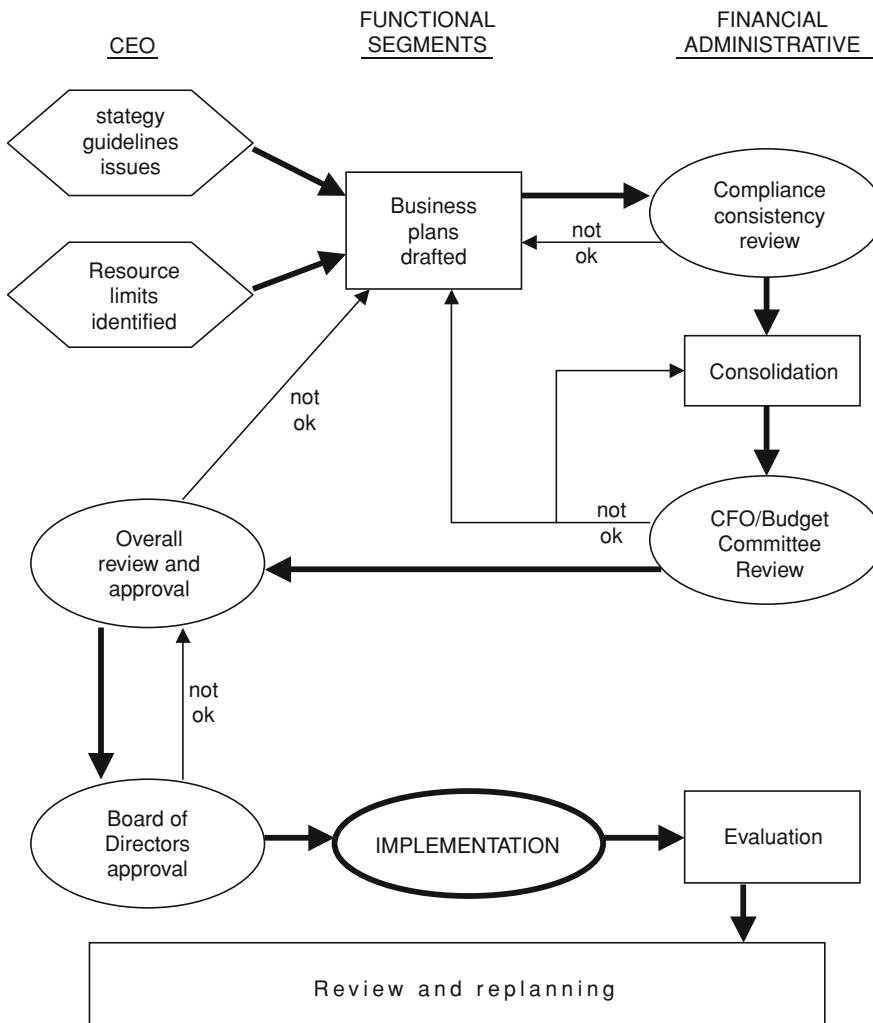 CEO
FUNCTIONAL
SEGMENTS
FINANCIAL
ADMINISTRATIVE
stategy
guidelines
issues
Business
plans
drafted
Compliance
consistency
review
not
ok
Resource
limits
identified
Consolidation
not
ok
not
ok
CFO/Budget
Committee
Review
Overall
review and
approval
not
ok
Board of
Directors
approval
IMPLEMENTATION
Evaluation
Review and replanning